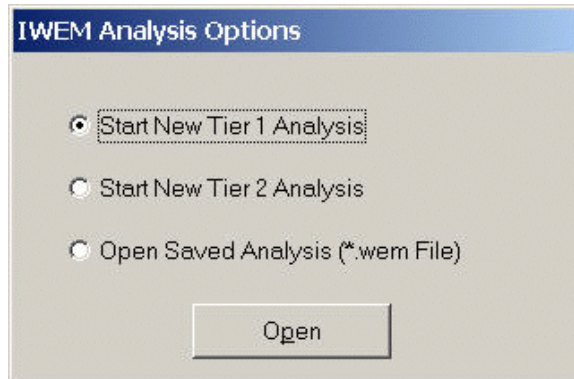 IWEM Analysis Options
Start New Tier 1 Analysis
Start New Tier 2 Analysis
Open Saved Analysis (*.wem File)
Open